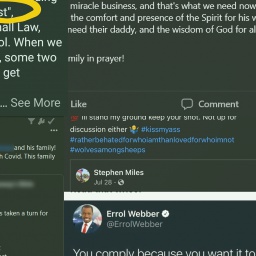 st",
all Law,
ol. When we
, some two
get
... See More
miracle business, and that's what we need now
the comfort and presence of the Spirit for his w
need their daddy, and the wisdom of God for al
mily in prayer!
Like
Comment
and his family!
h Covid. This family
s taken a turn for
ill stand my ground keep your shot. Not up for
discussion either #kissmyass
#ratherbehatedforwhoiamthanlovedforwhoimnot
#wolvesamongsheeps
Stephen Miles
Jul 28 ·
Errol Webber
@ErrolWebber
You comply because you want it to